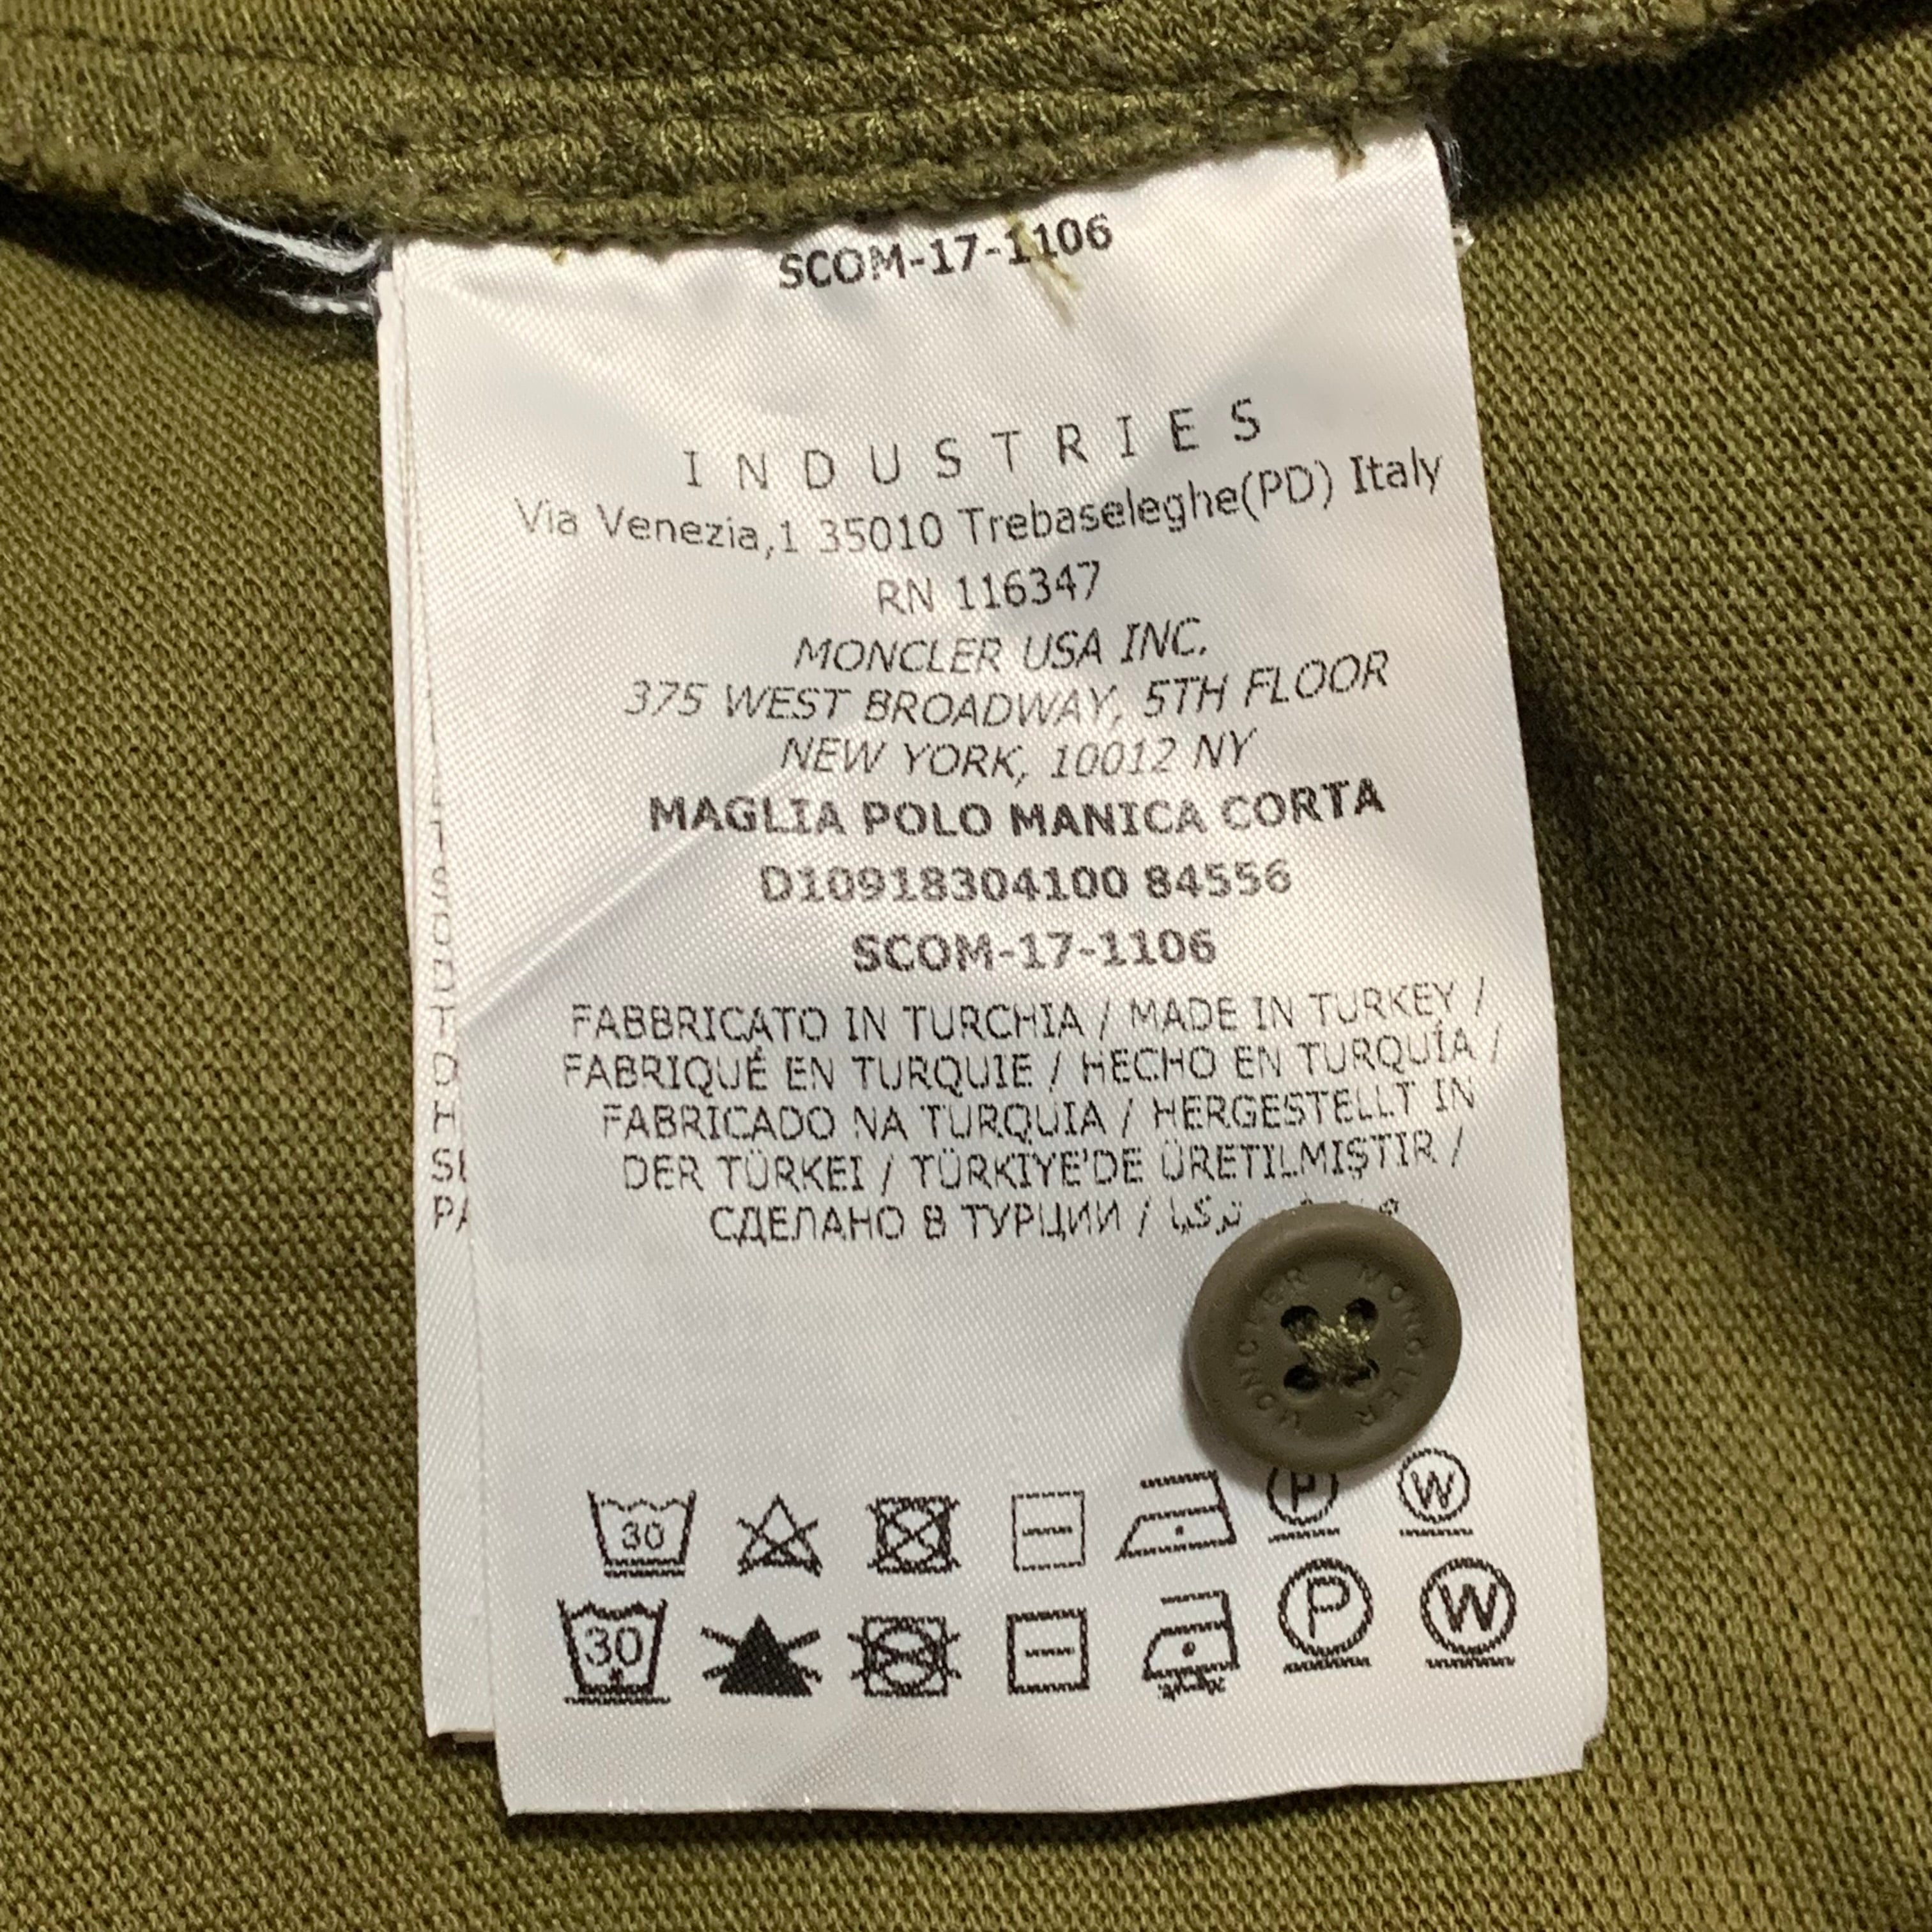 SCOM-17-1106
INDUSTRIES
Via Venezia,1 35010 Trebaseleghe(PD) Italy
RN 116347
MONCLER USA INC.
375 WEST BROADWAY, 5TH FLOOR
NEW YORK, 10012 NY
MAGLIA POLO MANICA CORTA
D10918304100 84556
SCOM-17-1106
FABBRICATO IN TURCHIA / MADE IN TURKEY /
FABRIQUÉ EN TURQUIE / HECHO EN TURQUÍA /
FABRICADO NA TURQUIA / HERGESTELLT IN
DER TÜRKEI / TÜRKIYE'DE ÜRETILMIŞTIR /
СДЕЛАНО В ТУРЦИИ /
MONCLER MONCLER
30 P W
30 P W